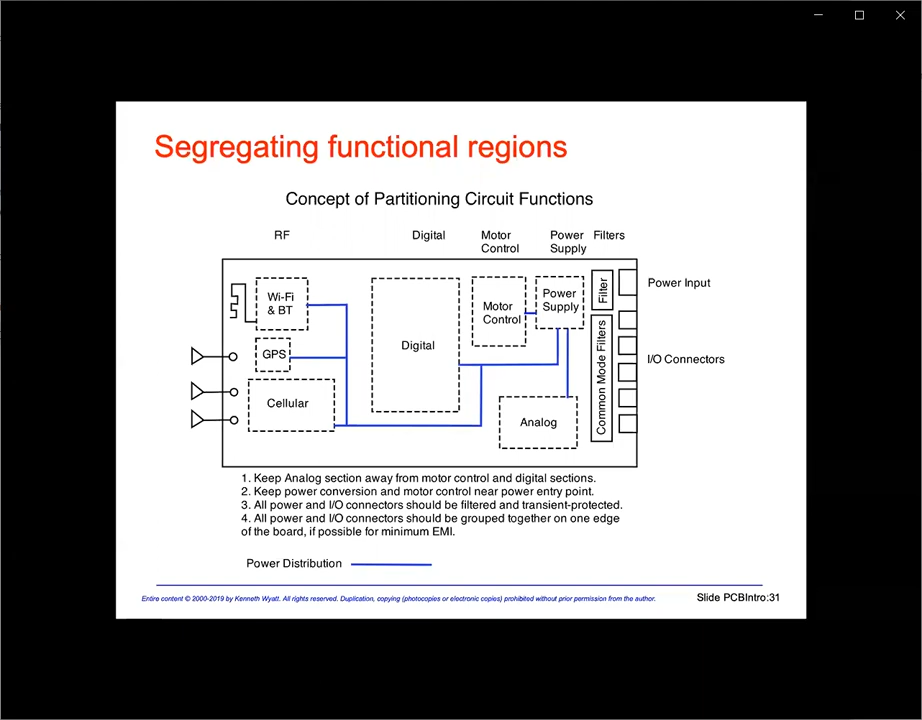 Segregating functional regions
Concept of Partitioning Circuit Functions
RF
Digital
Motor
Control
Power
Supply
Filters
Wi-Fi
& BT
GPS
Cellular
Digital
Motor
Control
Power
Supply
Analog
Filter
Common Mode Filters
Power Input
I/O Connectors
1. Keep Analog section away from motor control and digital sections.
2. Keep power conversion and motor control near power entry point.
3. All power and I/O connectors should be filtered and transient-protected.
4. All power and I/O connectors should be grouped together on one edge
of the board, if possible for minimum EMI.
Power Distribution
Entire content © 2000-2019 by Kenneth Wyatt. All rights reserved. Duplication, copying (photocopies or electronic copies) prohibited without prior permission from the author.
Slide PCBIntro:31